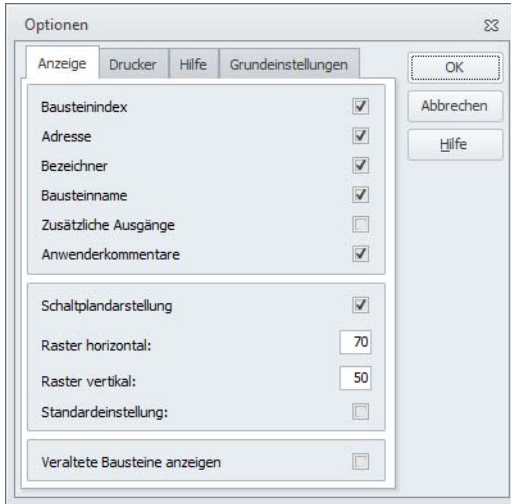 Optionen
Anzeige Drucker Hilfe Grundeinstellungen
OK
Abbrechen
Hilfe
Bausteinindex
Adresse
Bezeichner
Bausteinname
Zusätzliche Ausgänge
Anwenderkommentare
Schaltplandarstellung
Raster horizontal: 70
Raster vertikal: 50
Standardeinstellung:
Veraltete Bausteine anzeigen